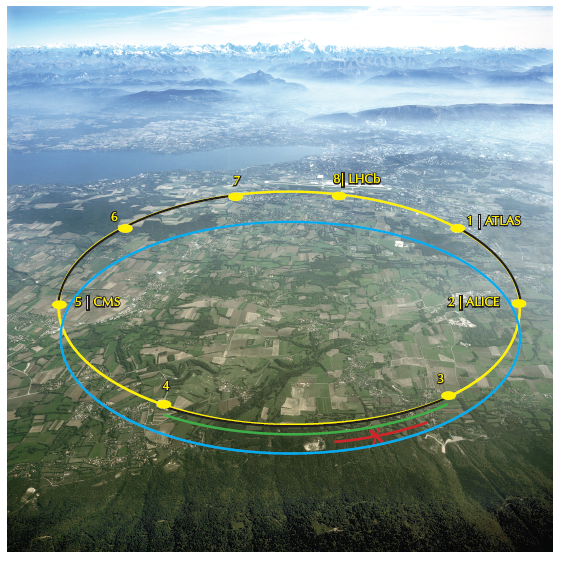 7
8| LHCb
6
1 | ATLAS
5 | CMS
2 | ALICE
4
3